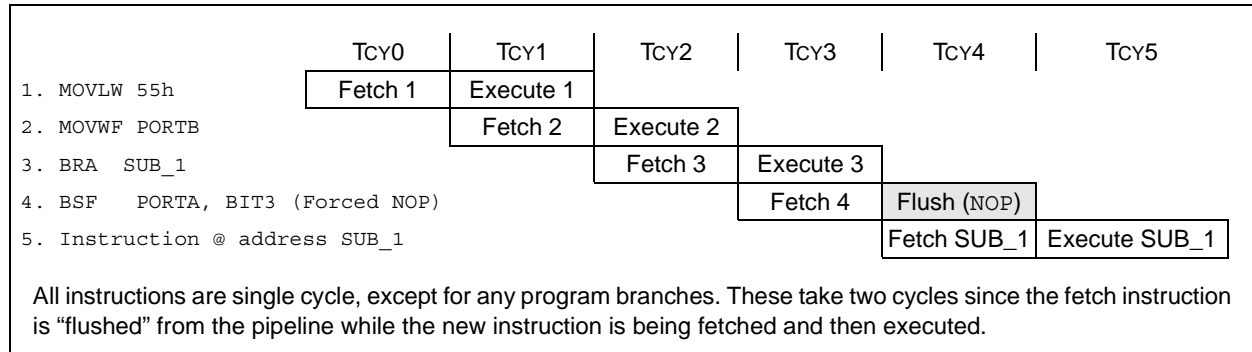 TCY0 TCY1 TCY2 TCY3 TCY4 TCY5
1. MOVLW 55h Fetch 1 Execute 1
2. MOVWF PORTB Fetch 2 Execute 2
3. BRA SUB_1 Fetch 3 Execute 3
4. BSF PORTA, BIT3 (Forced NOP) Fetch 4 Flush (NOP)
5. Instruction @ address SUB_1 Fetch SUB_1 Execute SUB_1
All instructions are single cycle, except for any program branches. These take two cycles since the fetch instruction
is “flushed” from the pipeline while the new instruction is being fetched and then executed.